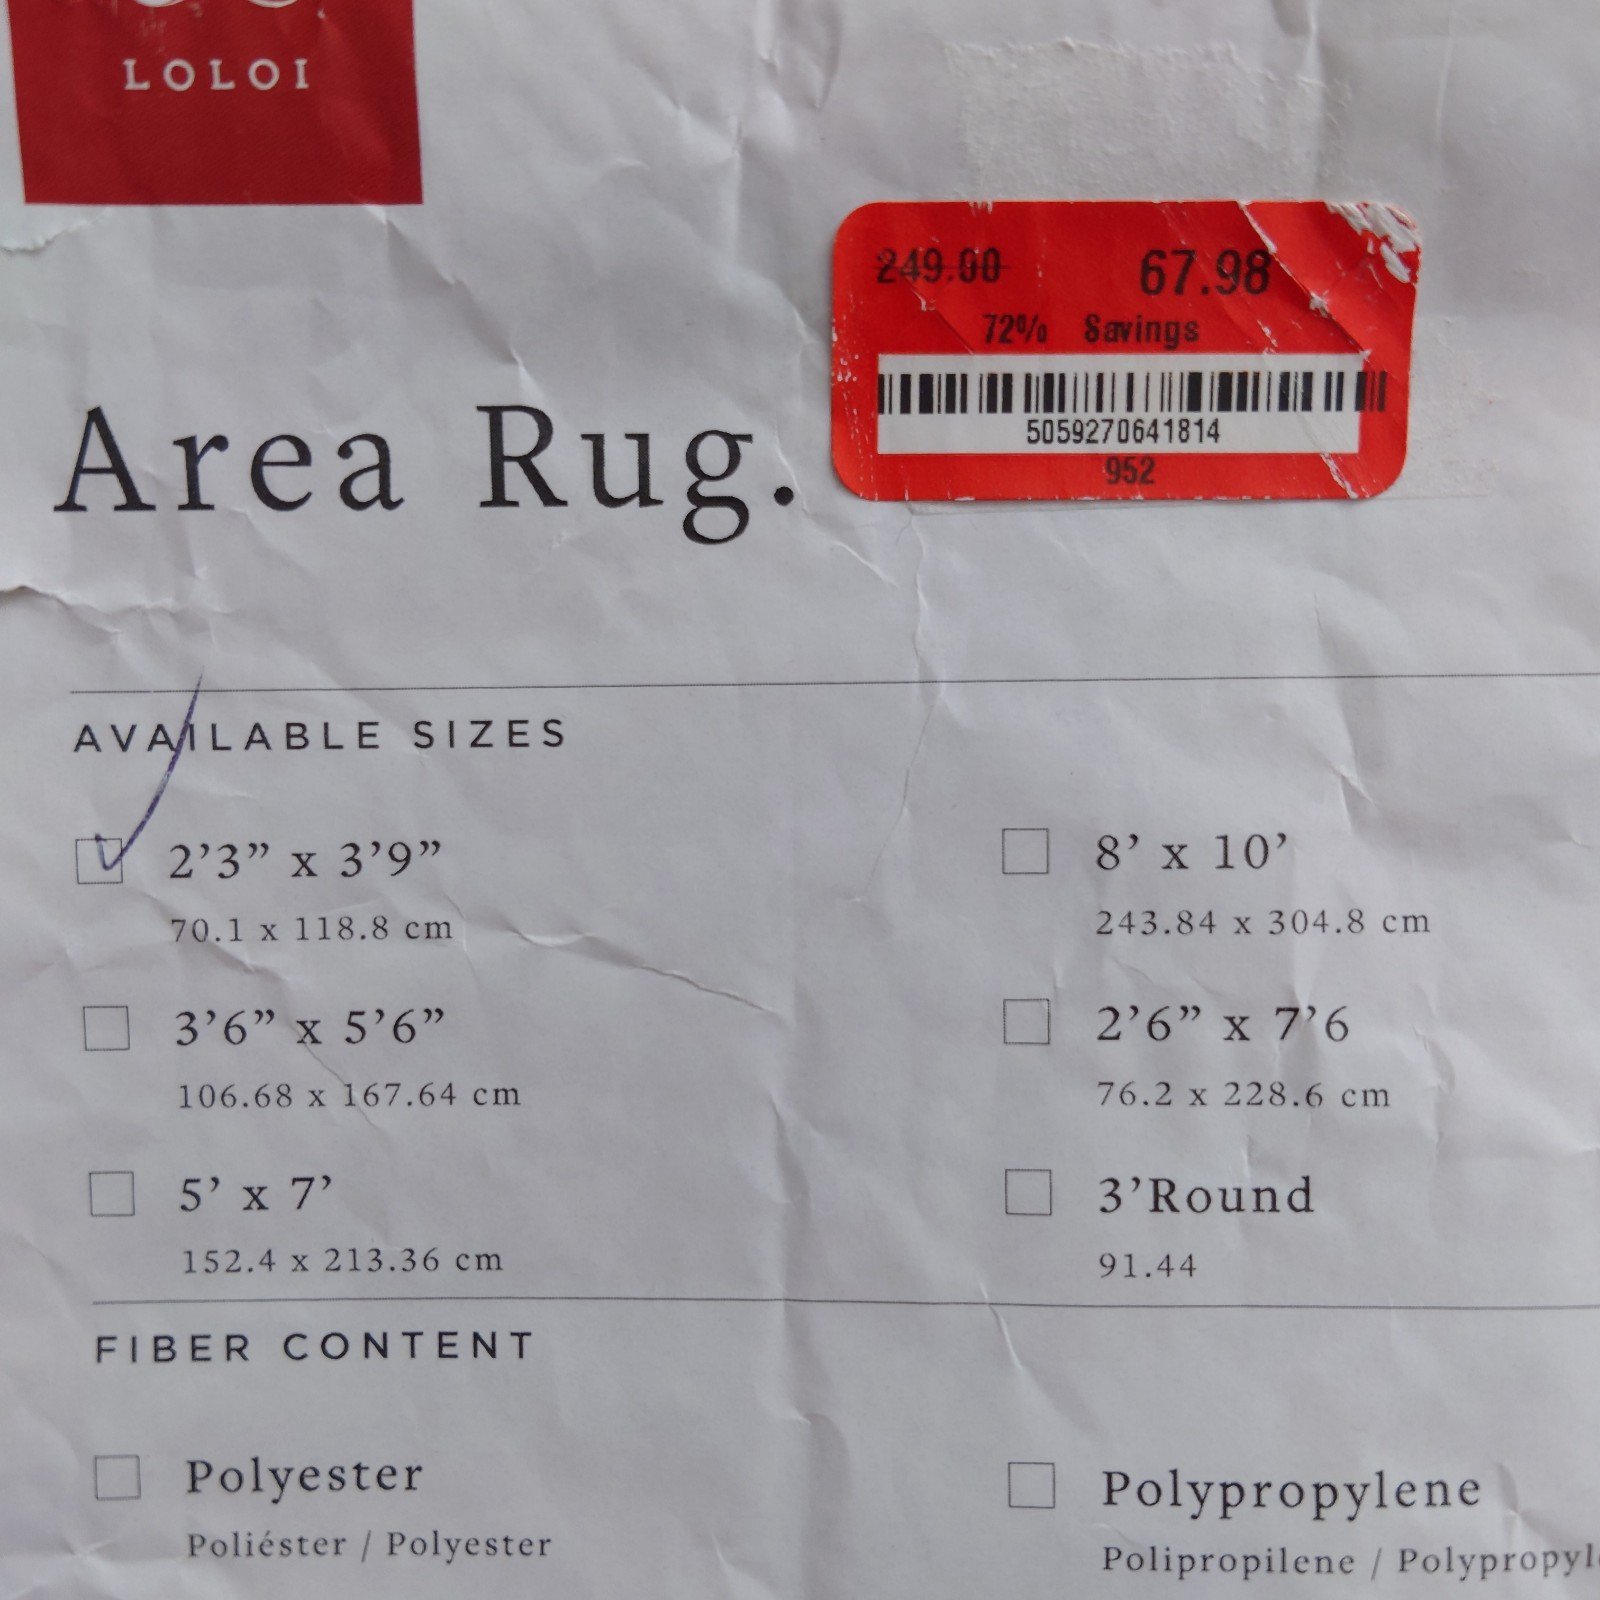 LOLOI
249.00 67.98
72% Savings
5059270641814
952
Area Rug.
AVAILABLE SIZES
2’3” x 3’9”
70.1 x 118.8 cm
3’6” x 5’6”
106.68 x 167.64 cm
5’ x 7’
152.4 x 213.36 cm
8’ x 10’
243.84 x 304.8 cm
2’6” x 7’6
76.2 x 228.6 cm
3’Round
91.44
FIBER CONTENT
Polyester
Poliéster / Polyester
Polypropylene
Polipropilene / Polypropyl